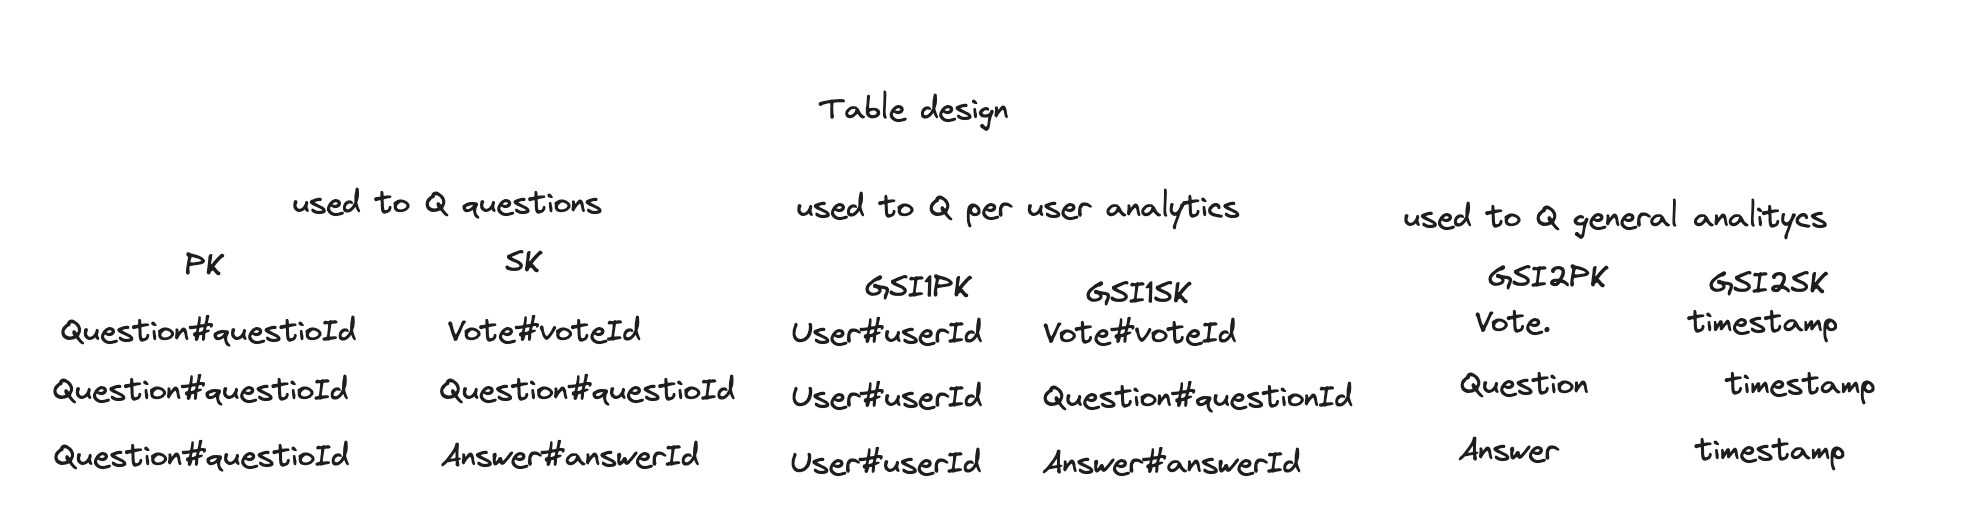 Table design
used to Q questions used to Q per user analytics used to Q general analitycs
PK SK GSI1PK GSI1SK GSI2PK GSI2SK
Question#questioId Vote#voteId User#userId Vote#voteId Vote. timestamp
Question#questioId Question#questioId User#userId Question#questionId Question timestamp
Question#questioId Answer#answerId User#userId Answer#answerId Answer timestamp